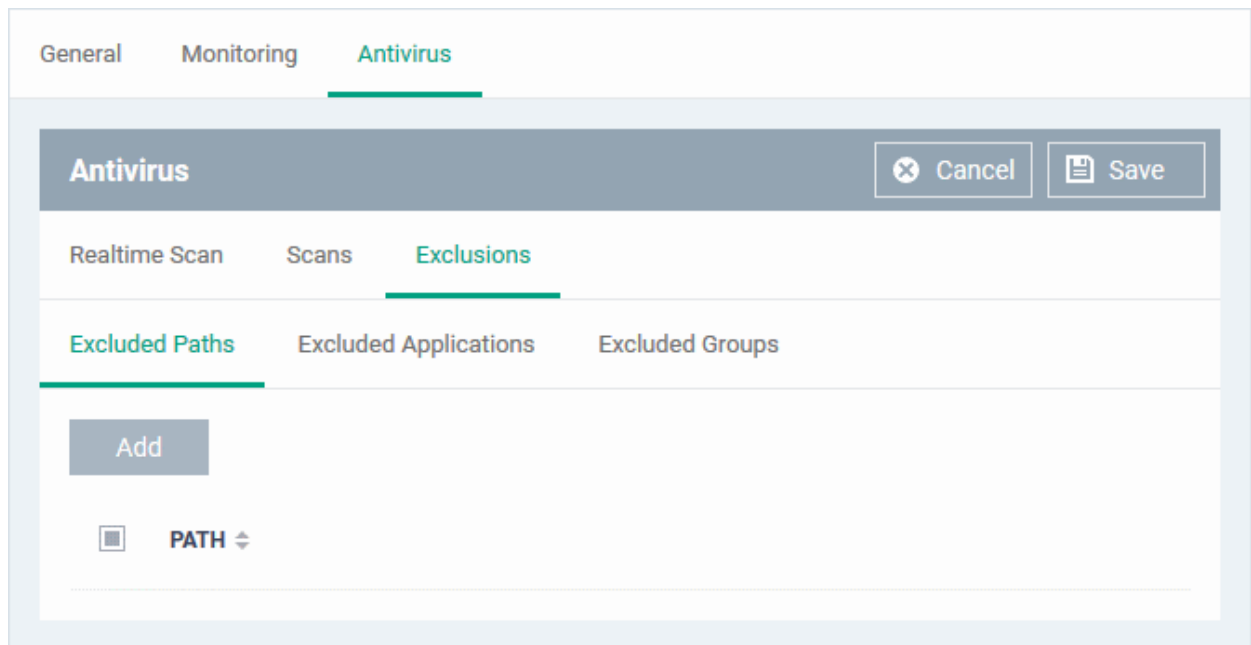 General Monitoring Antivirus
Antivirus Cancel Save
Realtime Scan Scans Exclusions
Excluded Paths Excluded Applications Excluded Groups
Add
PATH